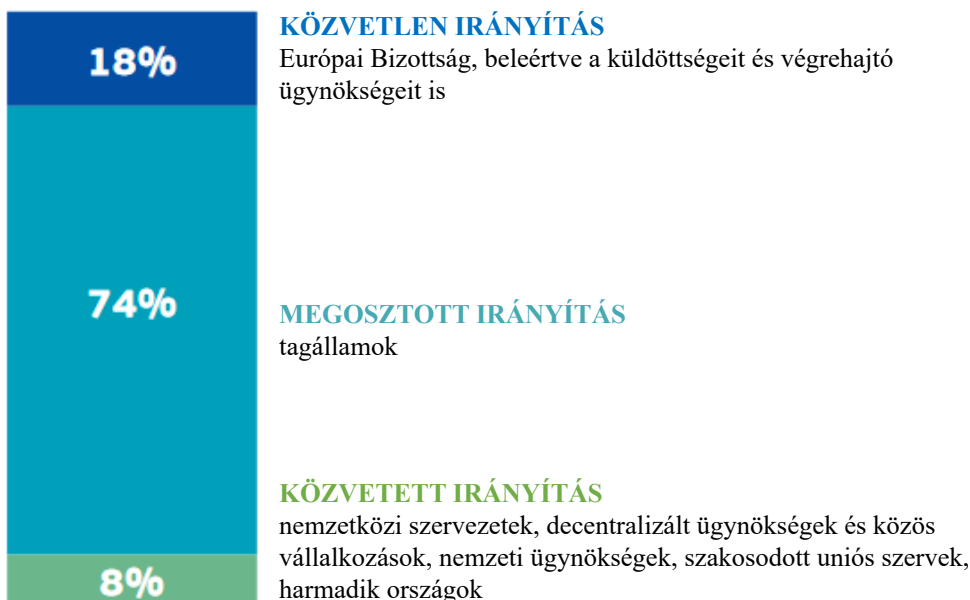 18%
KÖZVETLEN IRÁNYÍTÁS
Európai Bizottság, beleértve a küldöttségeit és végrehajtó
ügynökségeit is
74%
MEGOSZTOTT IRÁNYÍTÁS
tagállamok
KÖZVETETT IRÁNYÍTÁS
nemzetközi szervezetek, decentralizált ügynökségek és közös
vállalkozások, nemzeti ügynökségek, szakosodott uniós szervek,
8%
harmadik országok